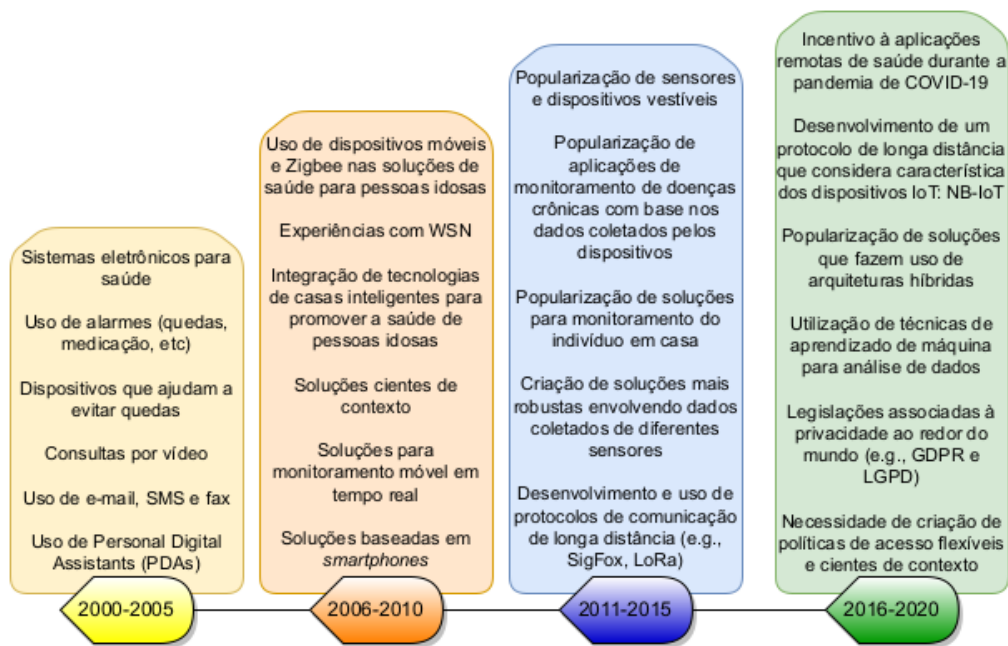 Sistemas eletrônicos para
saúde
Uso de alarmes (quedas,
medicação, etc)
Dispositivos que ajudam a
evitar quedas
Consultas por vídeo
Uso de e-mail, SMS e fax
Uso de Personal Digital
Assistants (PDAs)
2000-2005
Uso de dispositivos móveis
e Zigbee nas soluções de
saúde para pessoas idosas
Experiências com WSN
Integração de tecnologias
de casas inteligentes para
promover a saúde de
pessoas idosas
Soluções cientes de
contexto
Soluções para
monitoramento móvel em
tempo real
Soluções baseadas em
smartphones
2006-2010
Popularização de sensores
e dispositivos vestíveis
Popularização de
aplicações de
monitoramento de doenças
crônicas com base nos
dados coletados pelos
dispositivos
Popularização de soluções
para monitoramento do
indivíduo em casa
Criação de soluções mais
robustas envolvendo dados
coletados de diferentes
sensores
Desenvolvimento e uso de
protocolos de comunicação
de longa distância (e.g.,
SigFox, LoRa)
2011-2015
Incentivo à aplicações
remotas de saúde durante a
pandemia de COVID-19
Desenvolvimento de um
protocolo de longa distância
que considera característica
dos dispositivos IoT: NB-IoT
Popularização de soluções
que fazem uso de
arquiteturas híbridas
Utilização de técnicas de
aprendizado de máquina
para análise de dados
Legislações associadas à
privacidade ao redor do
mundo (e.g., GDPR e
LGPD)
Necessidade de criação de
políticas de acesso flexíveis
e cientes de contexto
2016-2020